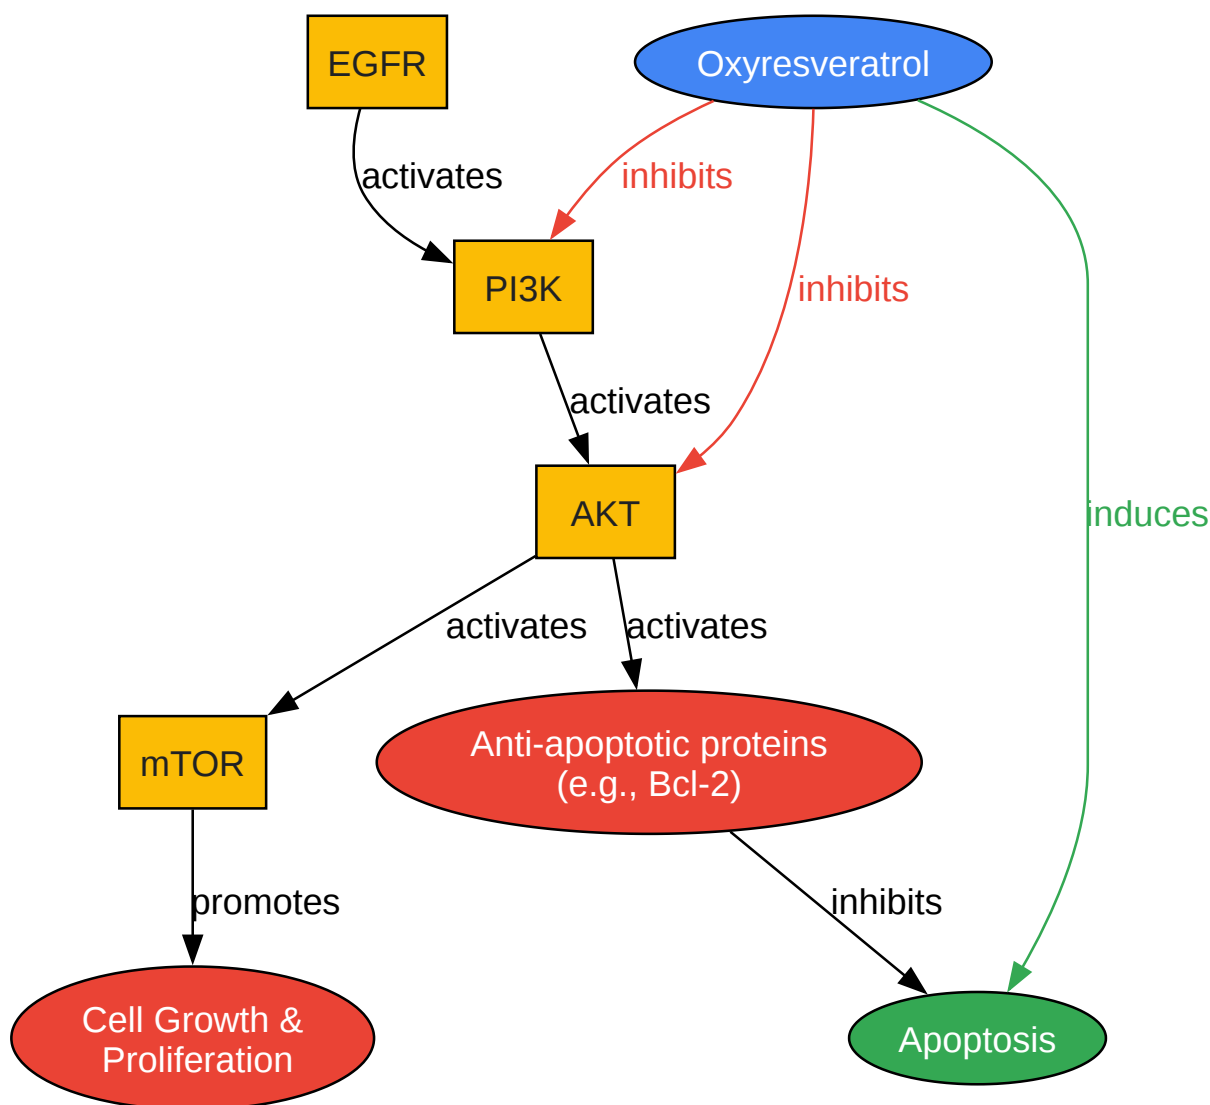 EGFR
Oxyresveratrol
activates
inhibits
PI3K
inhibits
activates
AKT
induces
activates
activates
mTOR
Anti-apoptotic proteins
(e.g., Bcl-2)
promotes
inhibits
Cell Growth &
Proliferation
Apoptosis